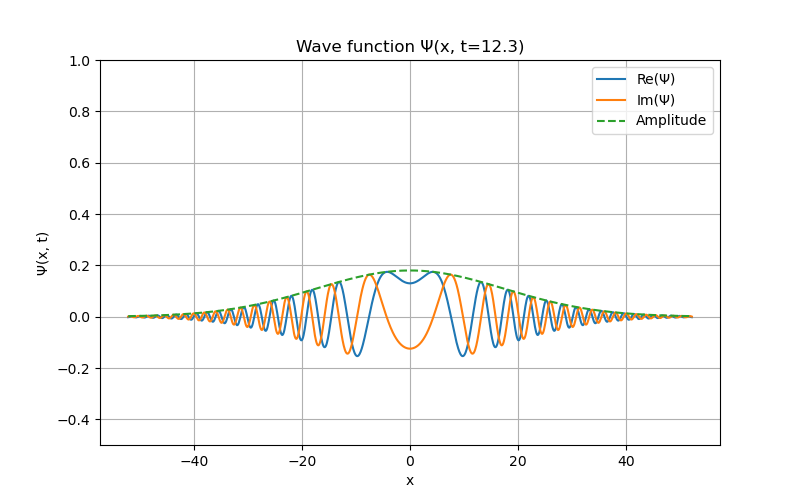 Wave function Ψ(x, t=12.3)
1.0
0.8
0.6
0.4
0.2
0.0
−0.2
−0.4
Ψ(x, t)
Re(Ψ)
Im(Ψ)
Amplitude
−40 −20 0 20 40
x